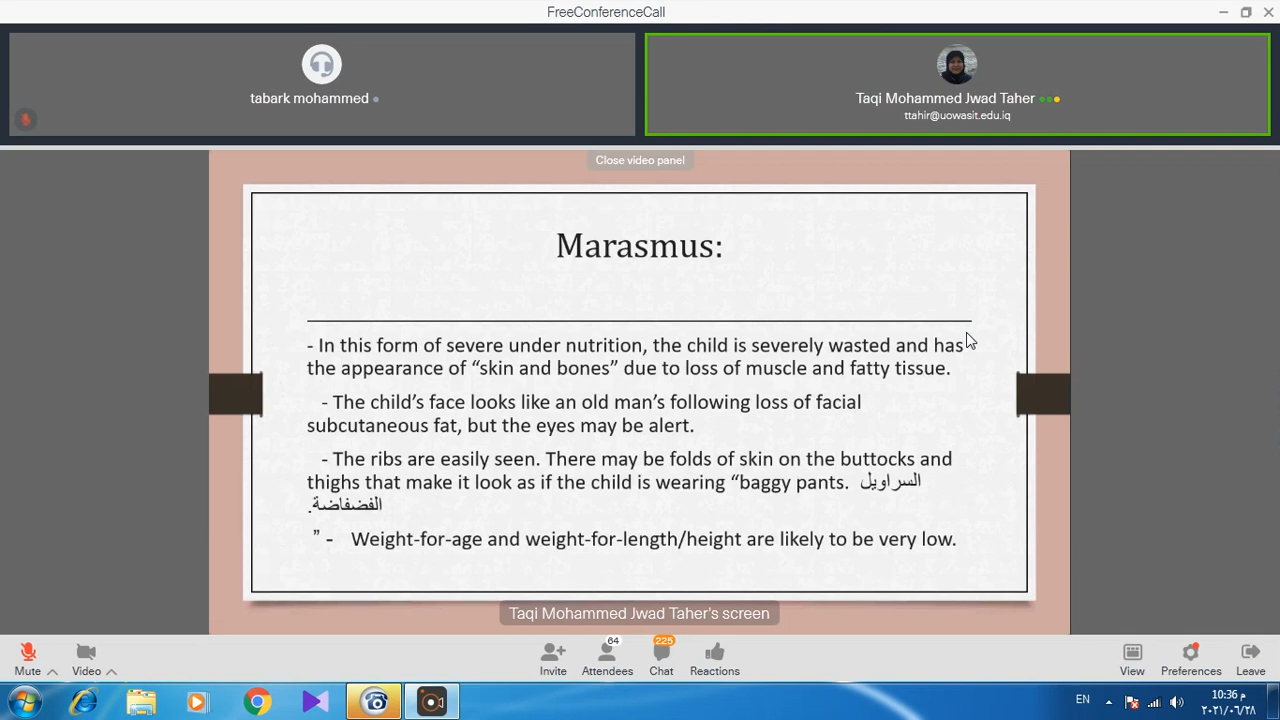 FreeConferenceCall
tabark mohammed
Taqi Mohammed Jwad Taher
ttahir@uowasit.edu.iq
Close video panel
Marasmus:
- In this form of severe under nutrition, the child is severely wasted and has
the appearance of “skin and bones” due to loss of muscle and fatty tissue.
- The child’s face looks like an old man’s following loss of facial
subcutaneous fat, but the eyes may be alert.
- The ribs are easily seen. There may be folds of skin on the buttocks and
thighs that make it look as if the child is wearing “baggy pants. السراويل
الفضفاضة.
” - Weight-for-age and weight-for-length/height are likely to be very low.
Taqi Mohammed Jwad Taher's screen
64
225
Mute
Video
Invite
Attendees
Chat
Reactions
View
Preferences
Leave
EN
10:36 م
٢٠٢١/٠٦/٢٨